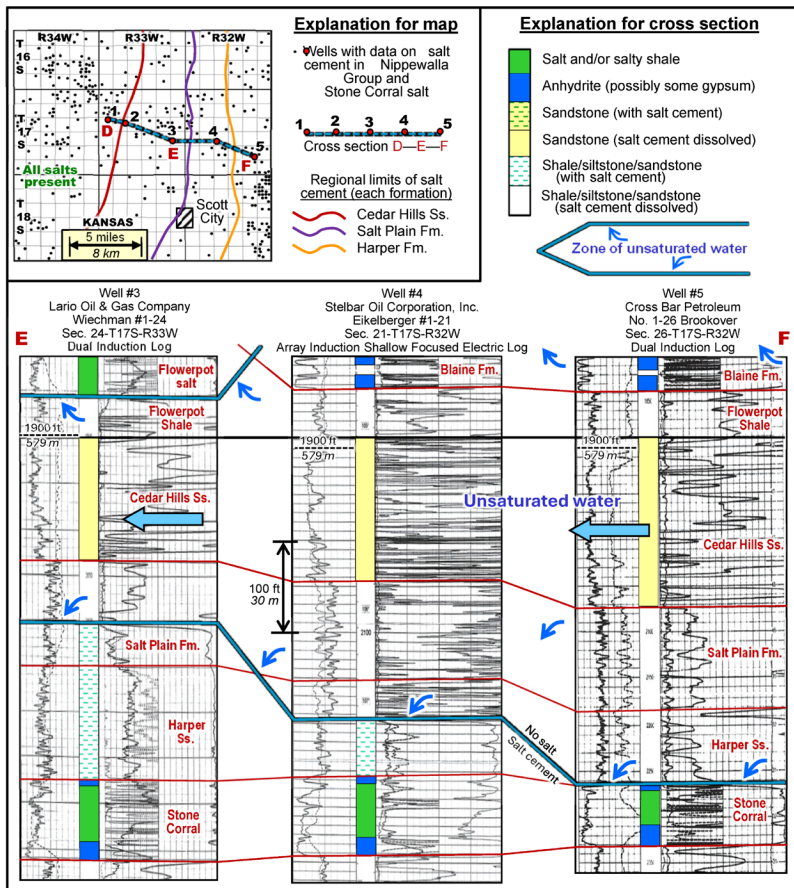 R34W
R33W
R32W
T
16
S
T
17
S
T
18
S
1
2
3
4
5
D
E
F
All salts
present
Scott
City
KANSAS
5 miles
8 km
Explanation for map
Wells with data on salt
cement in Nippewalla
Group and
Stone Corral salt
1 2 3 4 5
Cross section D—E—F
Regional limits of salt
cement (each formation)
Cedar Hills Ss.
Salt Plain Fm.
Harper Fm.
Explanation for cross section
Salt and/or salty shale
Anhydrite (possibly some gypsum)
Sandstone (with salt cement)
Sandstone (salt cement dissolved)
Shale/siltstone/sandstone
(with salt cement)
Shale/siltstone/sandstone
(salt cement dissolved)
Zone of unsaturated water
E
Well #3
Lario Oil & Gas Company
Wiechman #1-24
Sec. 24-T17S-R33W
Dual Induction Log
Well #4
Stelbar Oil Corporation, Inc.
Eikelberger #1-21
Sec. 21-T17S-R32W
Array Induction Shallow Focused Electric Log
Well #5
Cross Bar Petroleum
No. 1-26 Brookover
Sec. 26-T17S-R32W
Dual Induction Log
F
Flowerpot
salt
Flowerpot
Shale
1900 ft
579 m
Cedar Hills Ss.
Salt Plain Fm.
Harper
Ss.
Stone
Corral
Blaine Fm.
1900 ft
579 m
Unsaturated water
100 ft
30 m
2100
No salt
Salt cement
Blaine Fm.
Flowerpot
Shale
1900 ft
579 m
Cedar Hills Ss.
Salt Plain Fm.
Harper Ss.
Stone
Corral